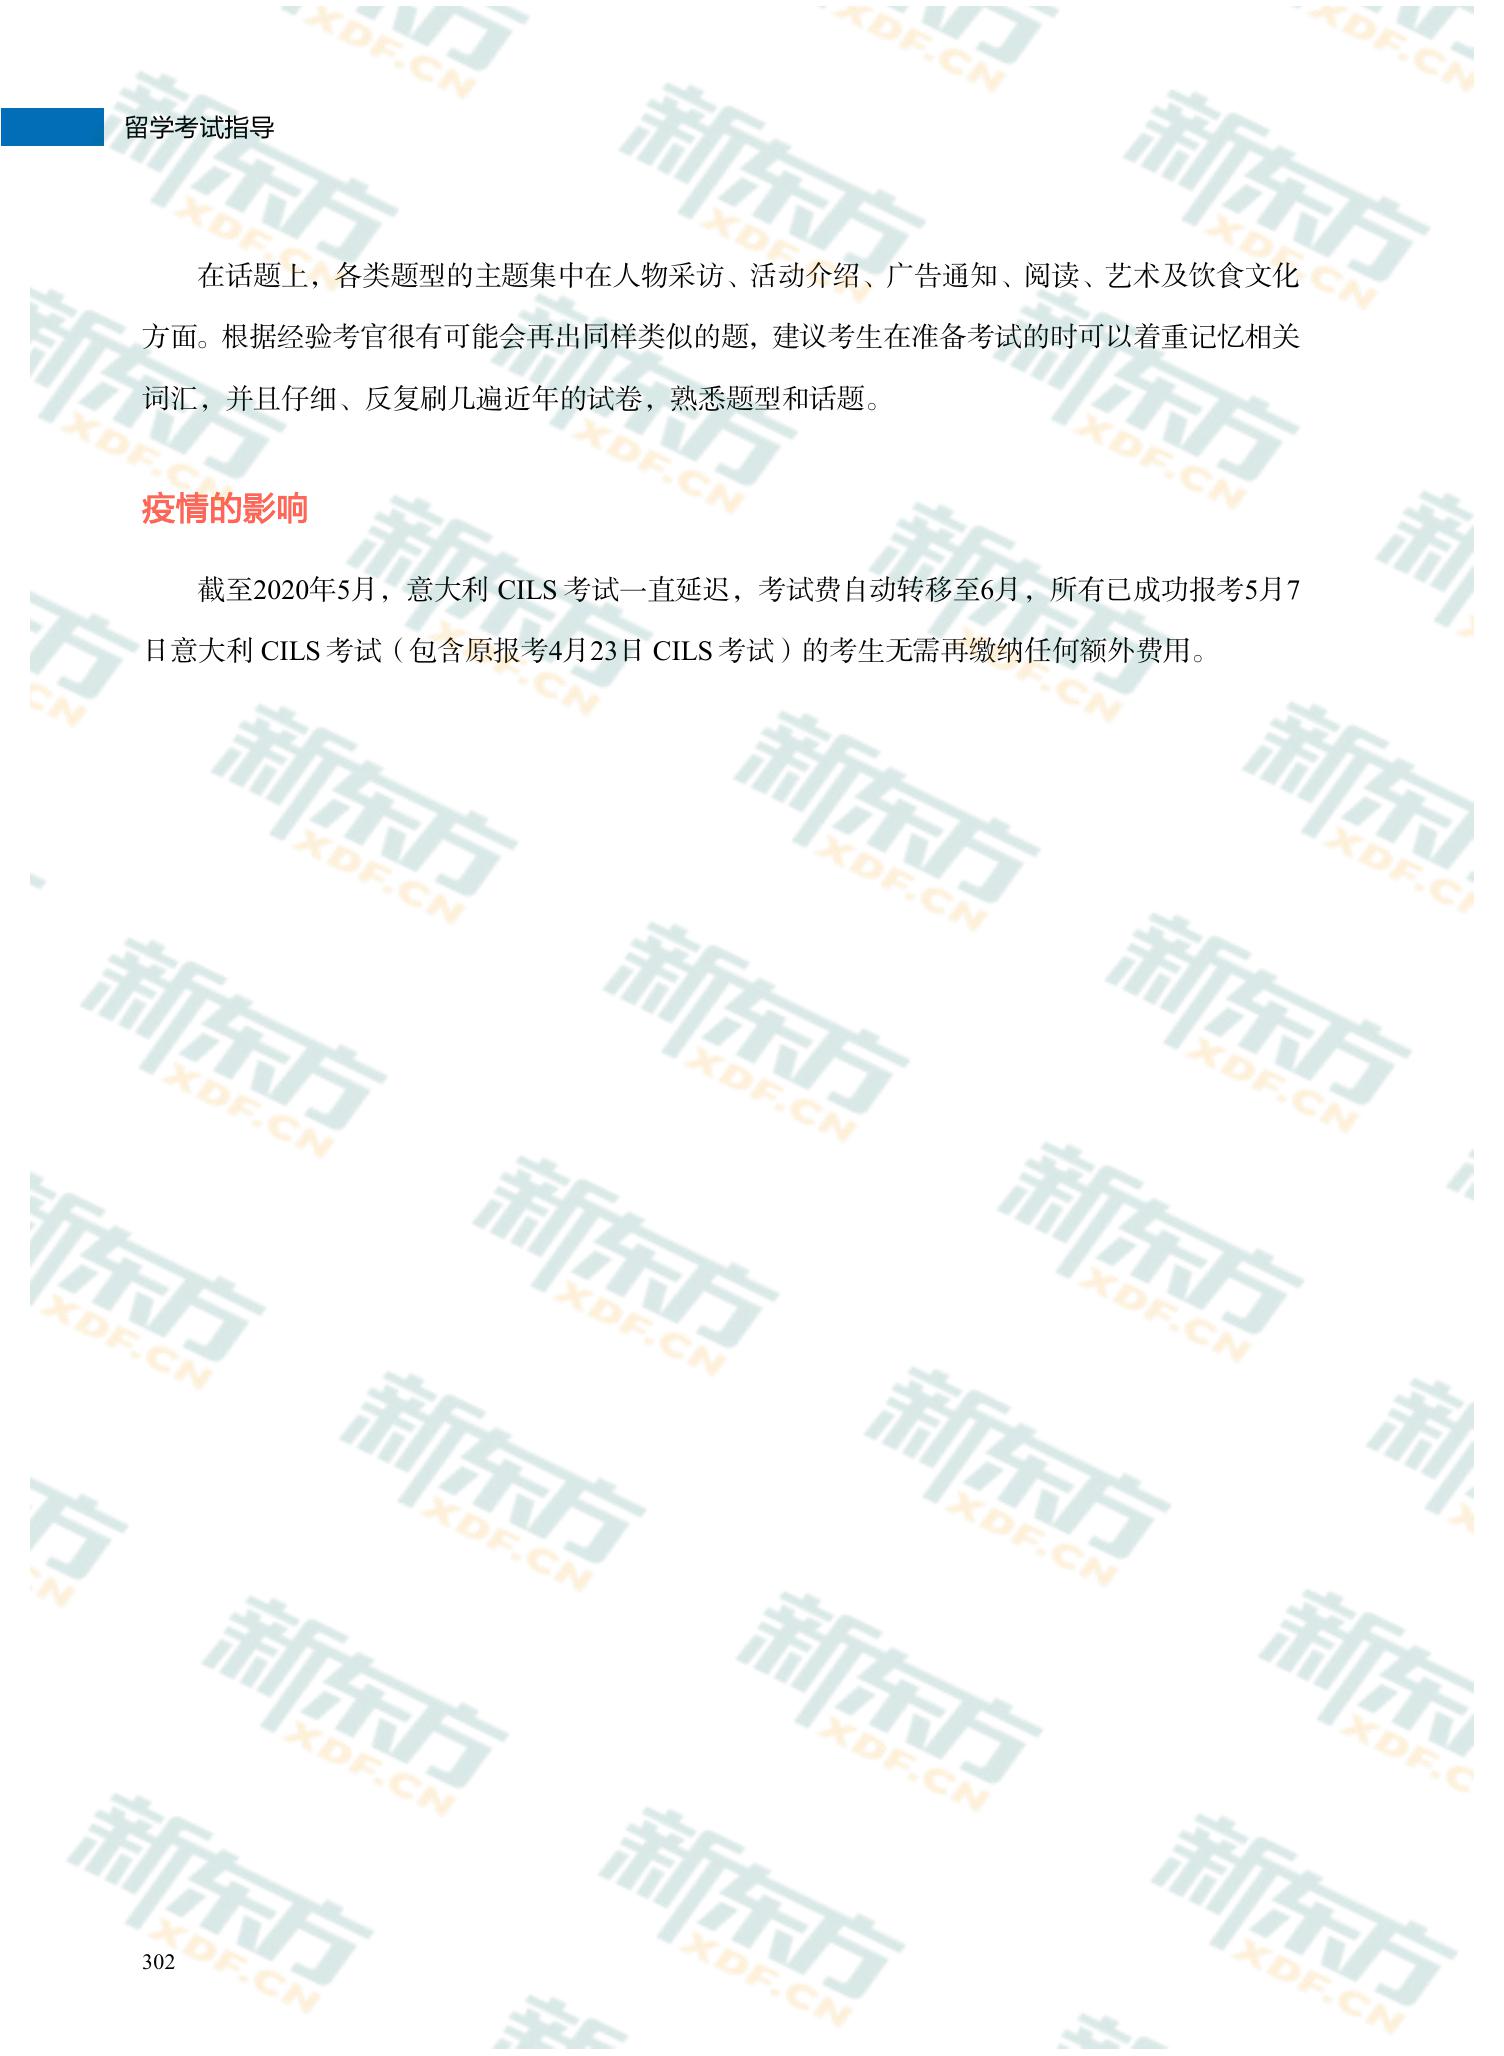 留学考试指导
在话题上，各类题型的主题集中在人物采访、活动介绍、广告通知、阅读、艺术及饮食文化
方面。根据经验考官很有可能会再出同样类似的题，建议考生在准备考试的时可以着重记忆相关
词汇，并且仔细、反复刷几遍近年的试卷，熟悉题型和话题。
疫情的影响
截至2020年5月，意大利 CILS 考试一直延迟，考试费自动转移至6月，所有已成功报考5月7
日意大利 CILS 考试（包含原报考4月23日 CILS 考试）的考生无需再缴纳任何额外费用。
302
新东方
XDF.CN